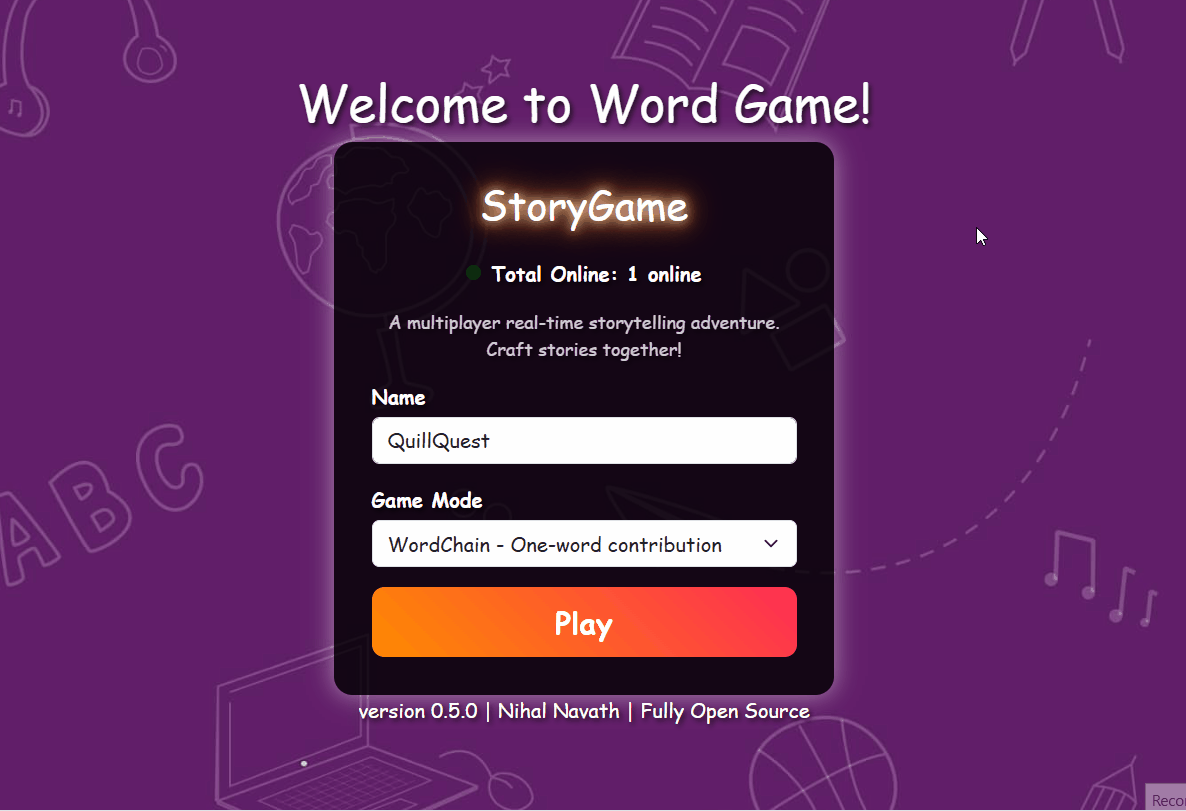 Welcome to Word Game!
StoryGame
Total Online: 1 online
A multiplayer real-time storytelling adventure.
Craft stories together!
Name
QuillQuest
Game Mode
WordChain - One-word contribution
Play
version 0.5.0 | Nihal Navath | Fully Open Source
ABC